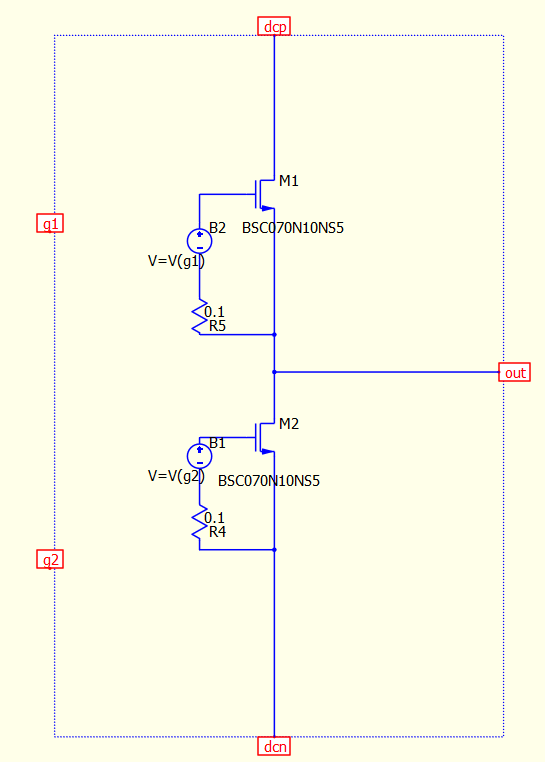 dcp
M1
g1
B2 BSC070N10NS5
V=V(g1)
0.1
R5
out
M2
B1
V=V(g2) BSC070N10NS5
0.1
R4
g2
dcn